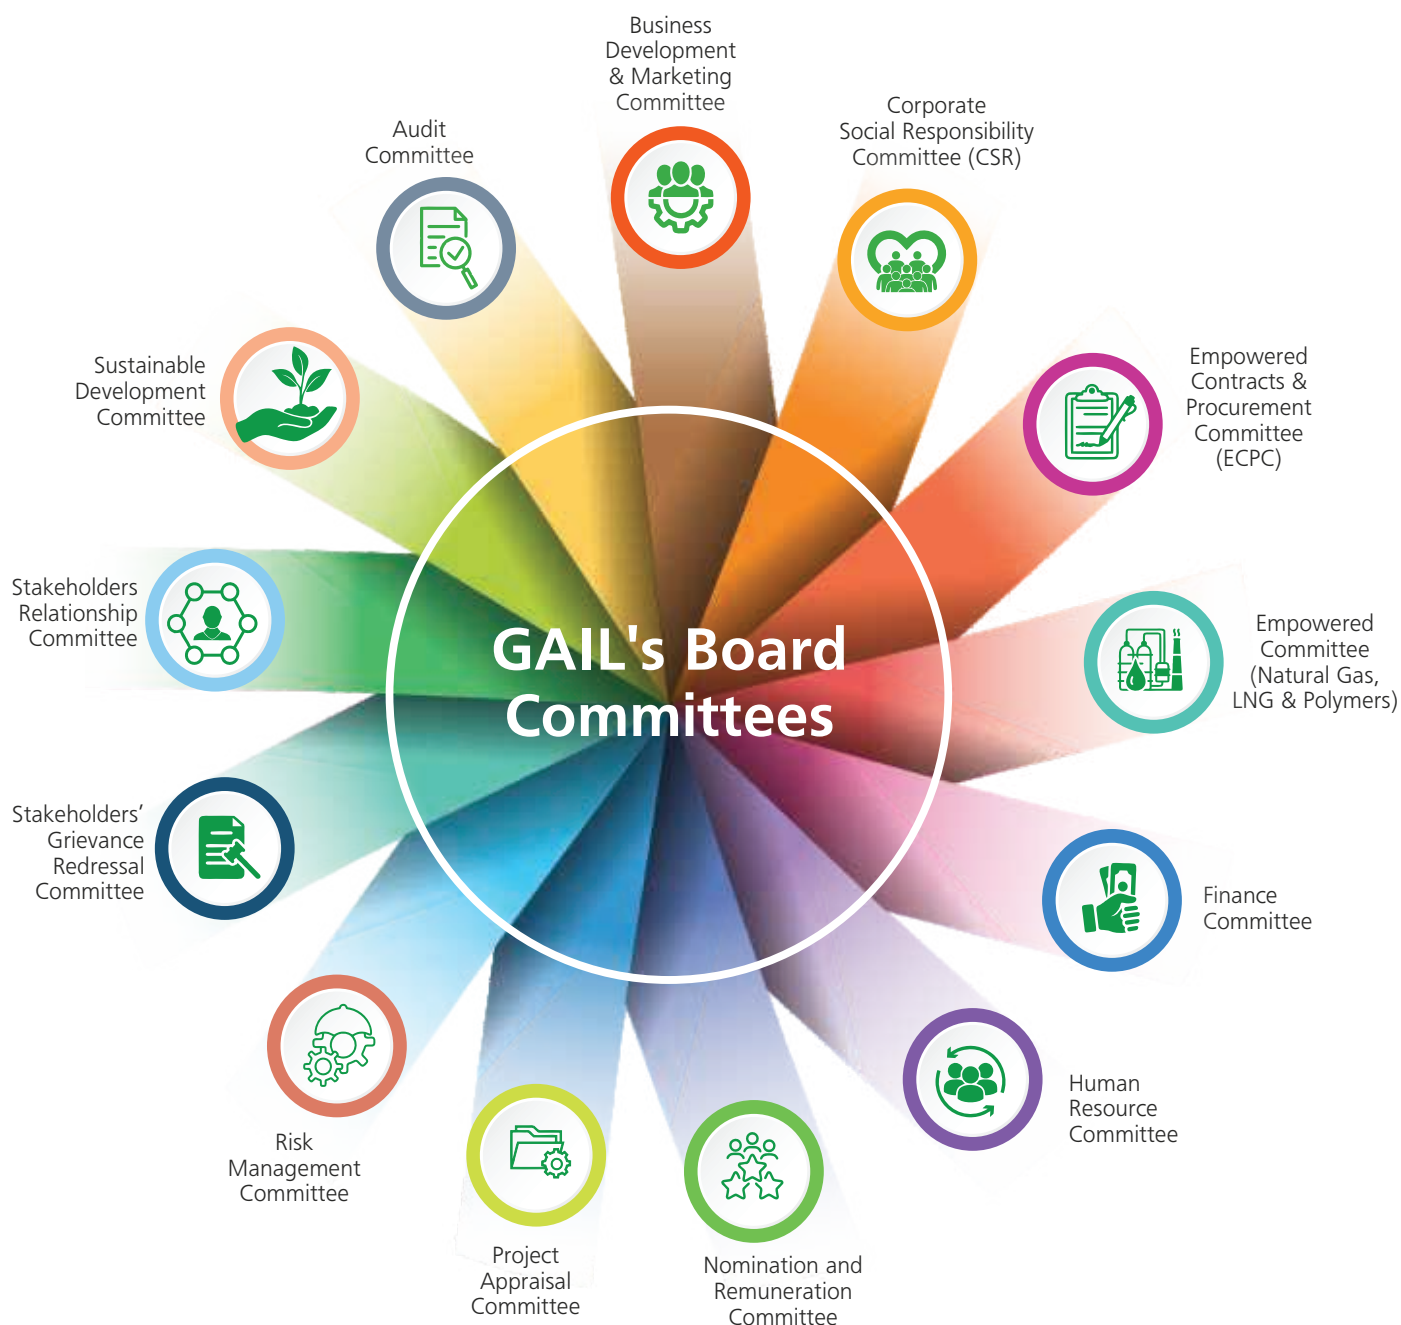 Business
Development
& Marketing
Committee
Corporate
Social Responsibility
Committee (CSR)
Empowered
Contracts &
Procurement
Committee
(ECPC)
Empowered
Committee
(Natural Gas,
LNG & Polymers)
Finance
Committee
Human
Resource
Committee
Nomination and
Remuneration
Committee
Project
Appraisal
Committee
Risk
Management
Committee
Stakeholders’
Grievance
Redressal
Committee
Stakeholders
Relationship
Committee
Sustainable
Development
Committee
Audit
Committee
GAIL's Board
Committees